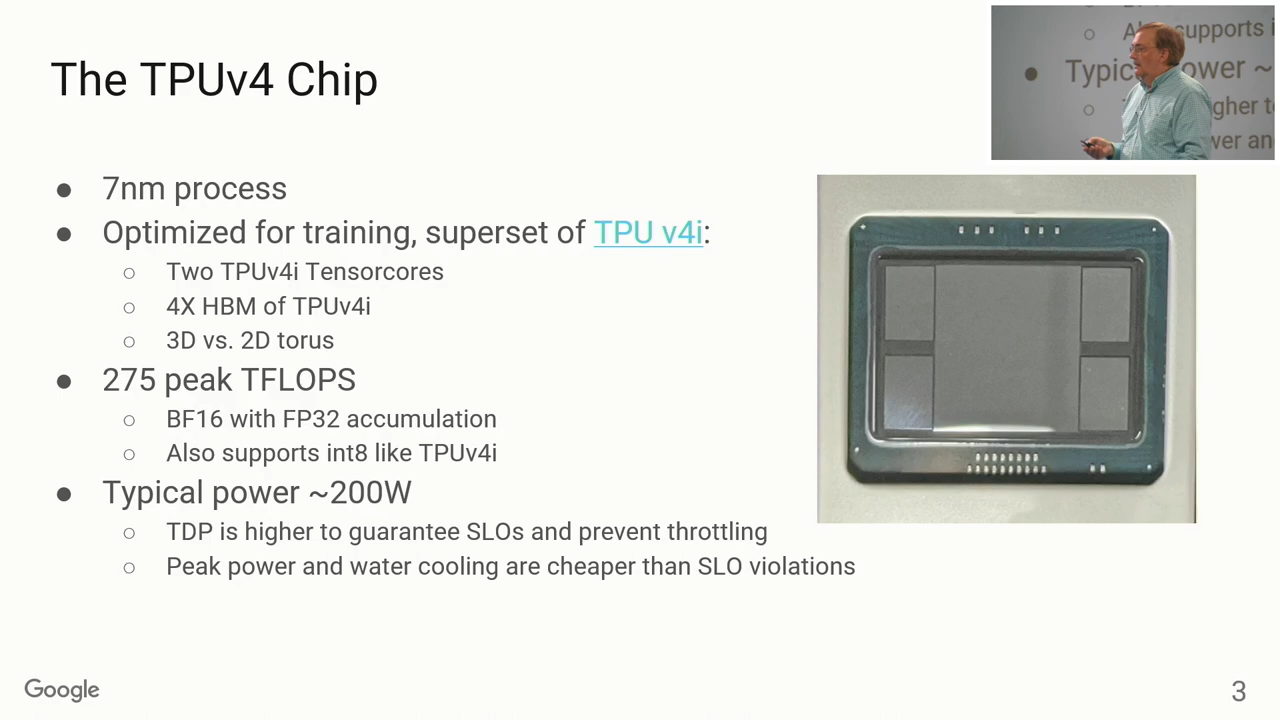 The TPUv4 Chip
● 7nm process
● Optimized for training, superset of TPU v4i:
○ Two TPUv4i Tensorcores
○ 4X HBM of TPUv4i
○ 3D vs. 2D torus
● 275 peak TFLOPS
○ BF16 with FP32 accumulation
○ Also supports int8 like TPUv4i
● Typical power ~200W
○ TDP is higher to guarantee SLOs and prevent throttling
○ Peak power and water cooling are cheaper than SLO violations
Google
3